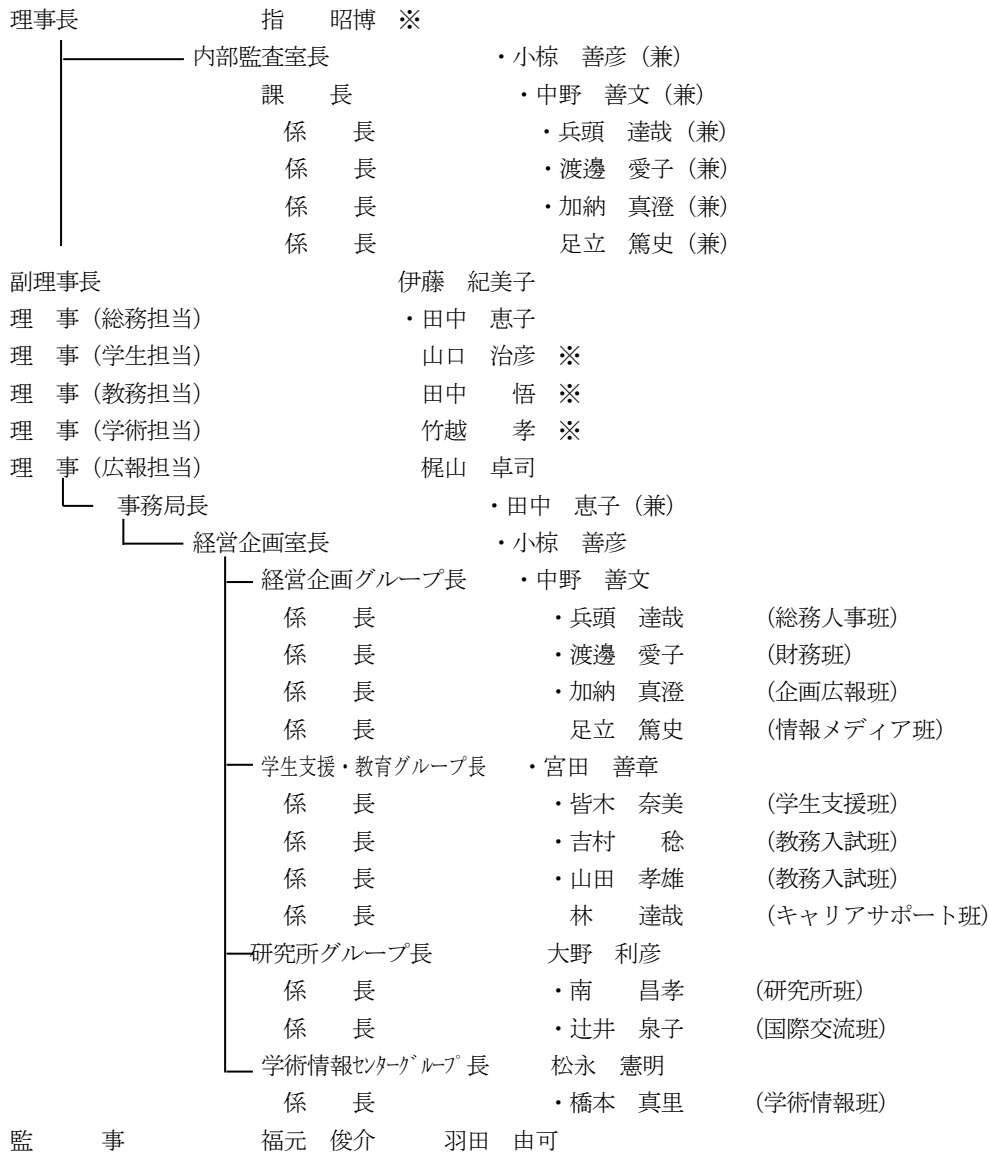 理事長　指　昭博　※
内部監査室長　・小椋　善彦（兼）
課　長　・中野　善文（兼）
係　長　・兵頭　達哉（兼）
係　長　・渡邊　愛子（兼）
係　長　・加納　真澄（兼）
係　長　足立　篤史（兼）
副理事長　伊藤　紀美子
理　事（総務担当）　・田中　恵子
理　事（学生担当）　山口　治彦　※
理　事（教務担当）　田中　悟　※
理　事（学術担当）　竹越　孝　※
理　事（広報担当）　梶山　卓司
事務局長　・田中　恵子（兼）
経営企画室長　・小椋　善彦
経営企画グループ長　・中野　善文
係　長　・兵頭　達哉　（総務人事班）
係　長　・渡邊　愛子　（財務班）
係　長　・加納　真澄　（企画広報班）
係　長　足立　篤史　（情報メディア班）
学生支援・教育グループ長　・宮田　善章
係　長　・皆木　奈美　（学生支援班）
係　長　・吉村　稔　（教務入試班）
係　長　・山田　孝雄　（教務入試班）
係　長　林　達哉　（キャリアサポート班）
研究所グループ長　大野　利彦
係　長　・南　昌孝　（研究所班）
係　長　・辻井　泉子　（国際交流班）
学術情報ｾﾝﾀｰｸﾞﾙｰﾌﾟ長　松永　憲明
係　長　・橋本　真里　（学術情報班）
監　事　福元　俊介　羽田　由可